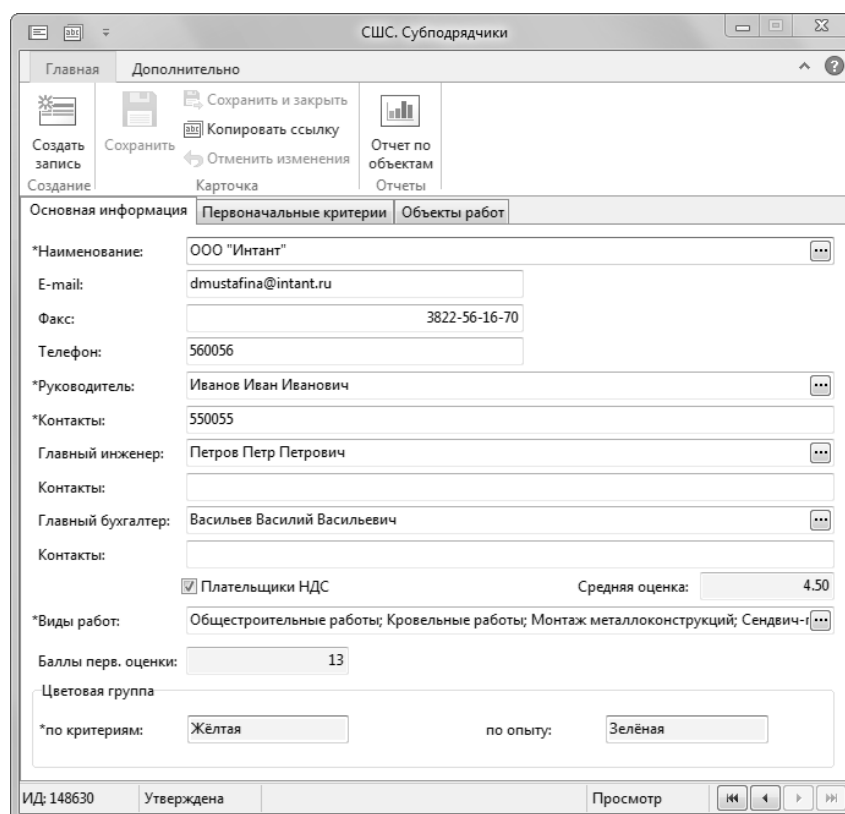 abc СШС. Субподрядчики
Главная Дополнительно
Создать запись
Создание
Сохранить
Сохранить и закрыть
abc Копировать ссылку
Отменить изменения
Карточка
Отчет по объектам
Отчеты
Основная информация Первоначальные критерии Объекты работ
*Наименование: ООО "Интант" ...
E-mail: dmustafina@intant.ru
Факс: 3822-56-16-70
Телефон: 560056
*Руководитель: Иванов Иван Иванович ...
*Контакты: 550055
Главный инженер: Петров Петр Петрович ...
Контакты:
Главный бухгалтер: Васильев Василий Васильевич ...
Контакты:
Плательщики НДС Средняя оценка: 4.50
*Виды работ: Общестроительные работы; Кровельные работы; Монтаж металлоконструкций; Сендвич-г ...
Баллы перв. оценки: 13
Цветовая группа
*по критериям: Жёлтая по опыту: Зелёная
ИД: 148630 Утверждена Просмотр